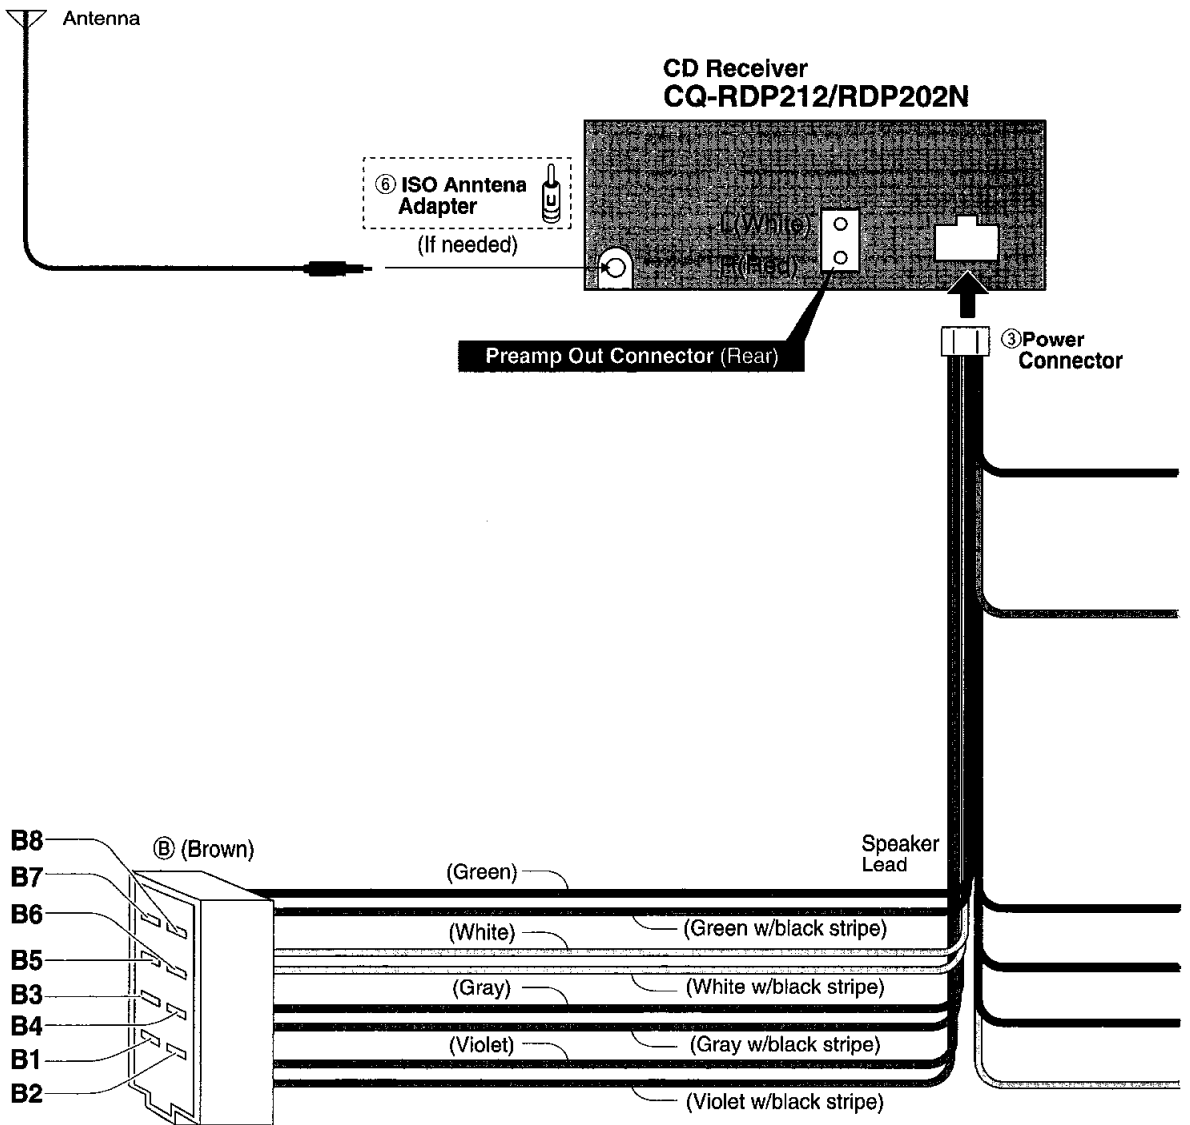 Antenna
CD Receiver
CQ-RDP212/RDP202N
⑥ ISO Anntena
Adapter
(If needed)
L(White)
R(Red)
Preamp Out Connector (Rear)
③Power
Connector
Speaker
Lead
B8
B7
B6
B5
B3
B4
B1
B2
Ⓑ (Brown)
(Green)
(Green w/black stripe)
(White)
(White w/black stripe)
(Gray)
(Gray w/black stripe)
(Violet)
(Violet w/black stripe)